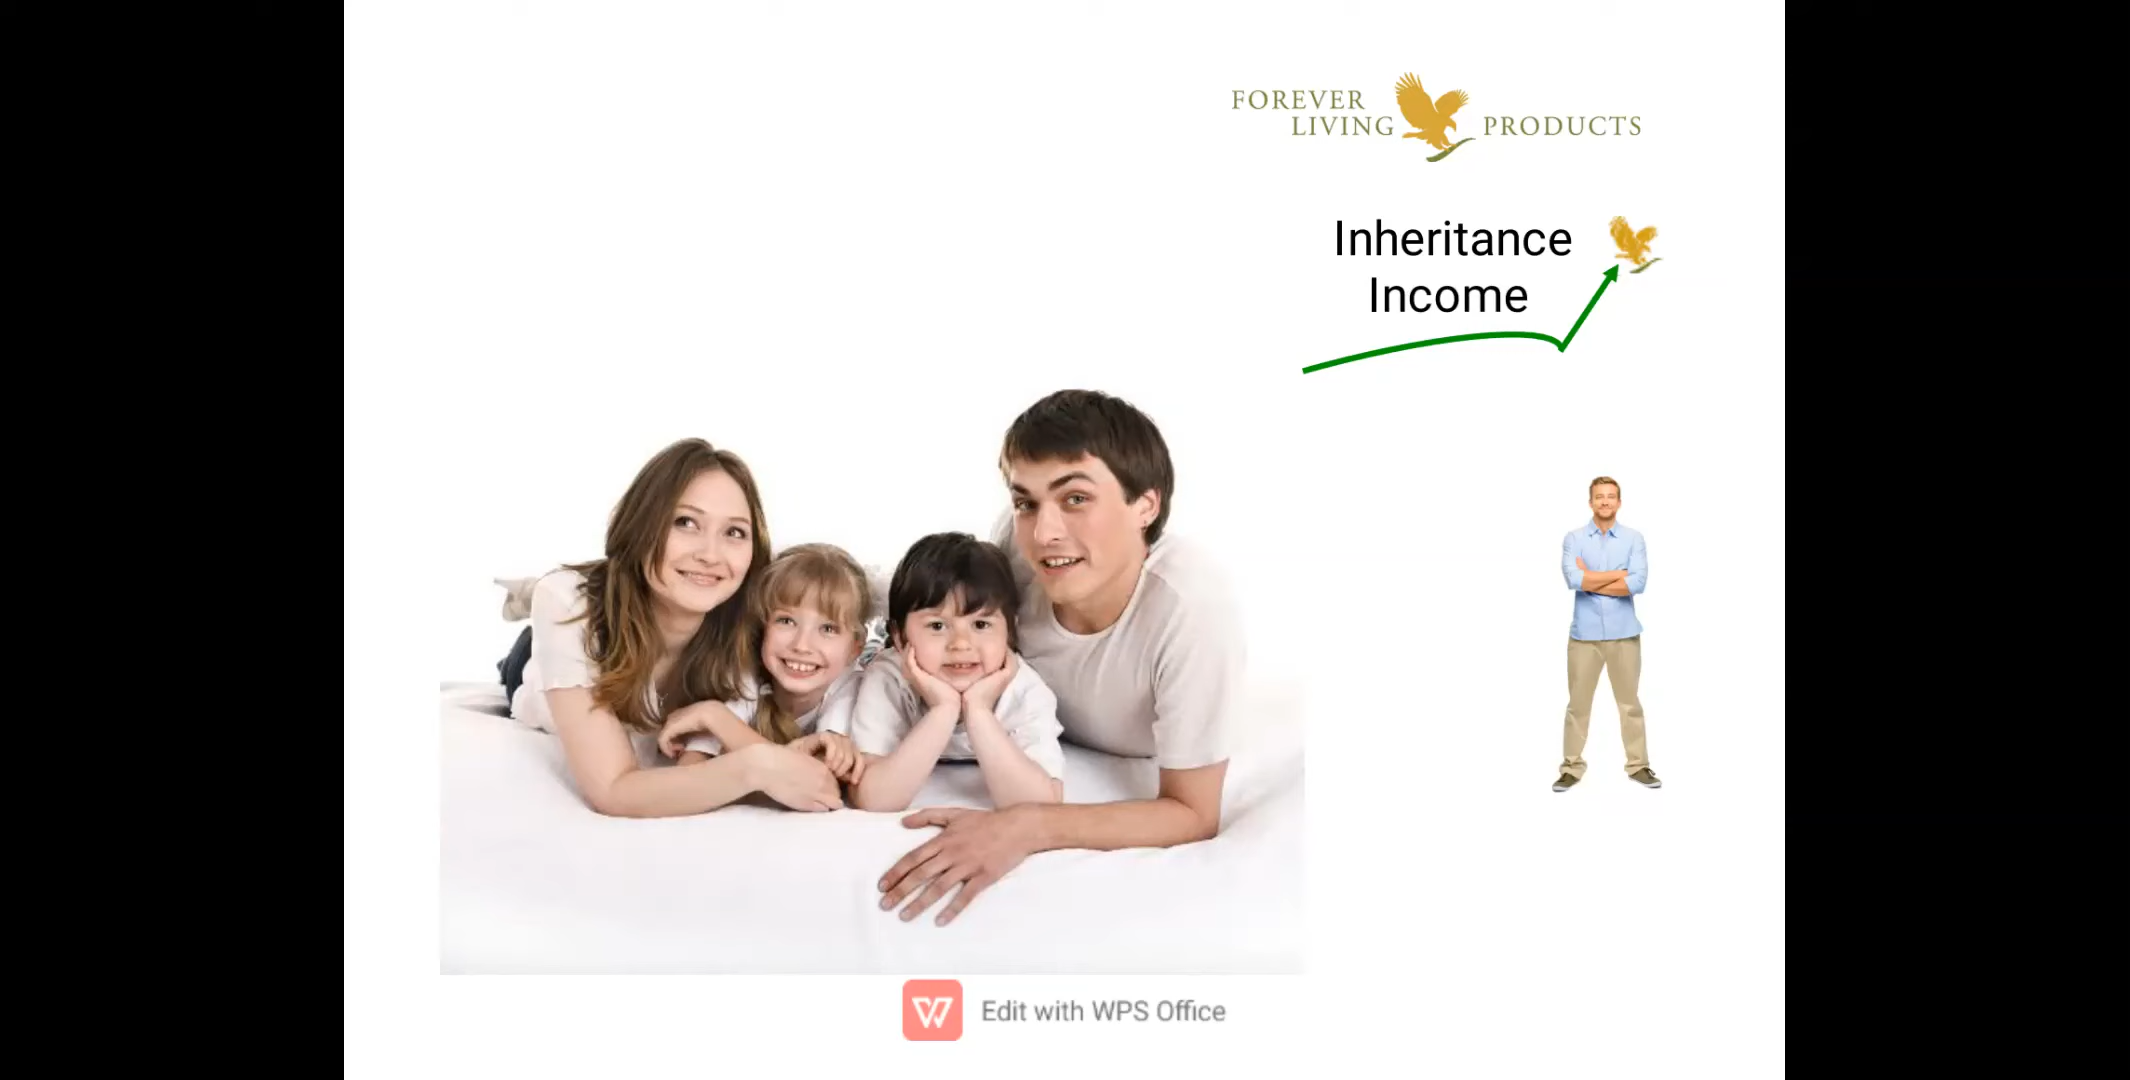 FOREVER
LIVING PRODUCTS
Inheritance
Income
Edit with WPS Office